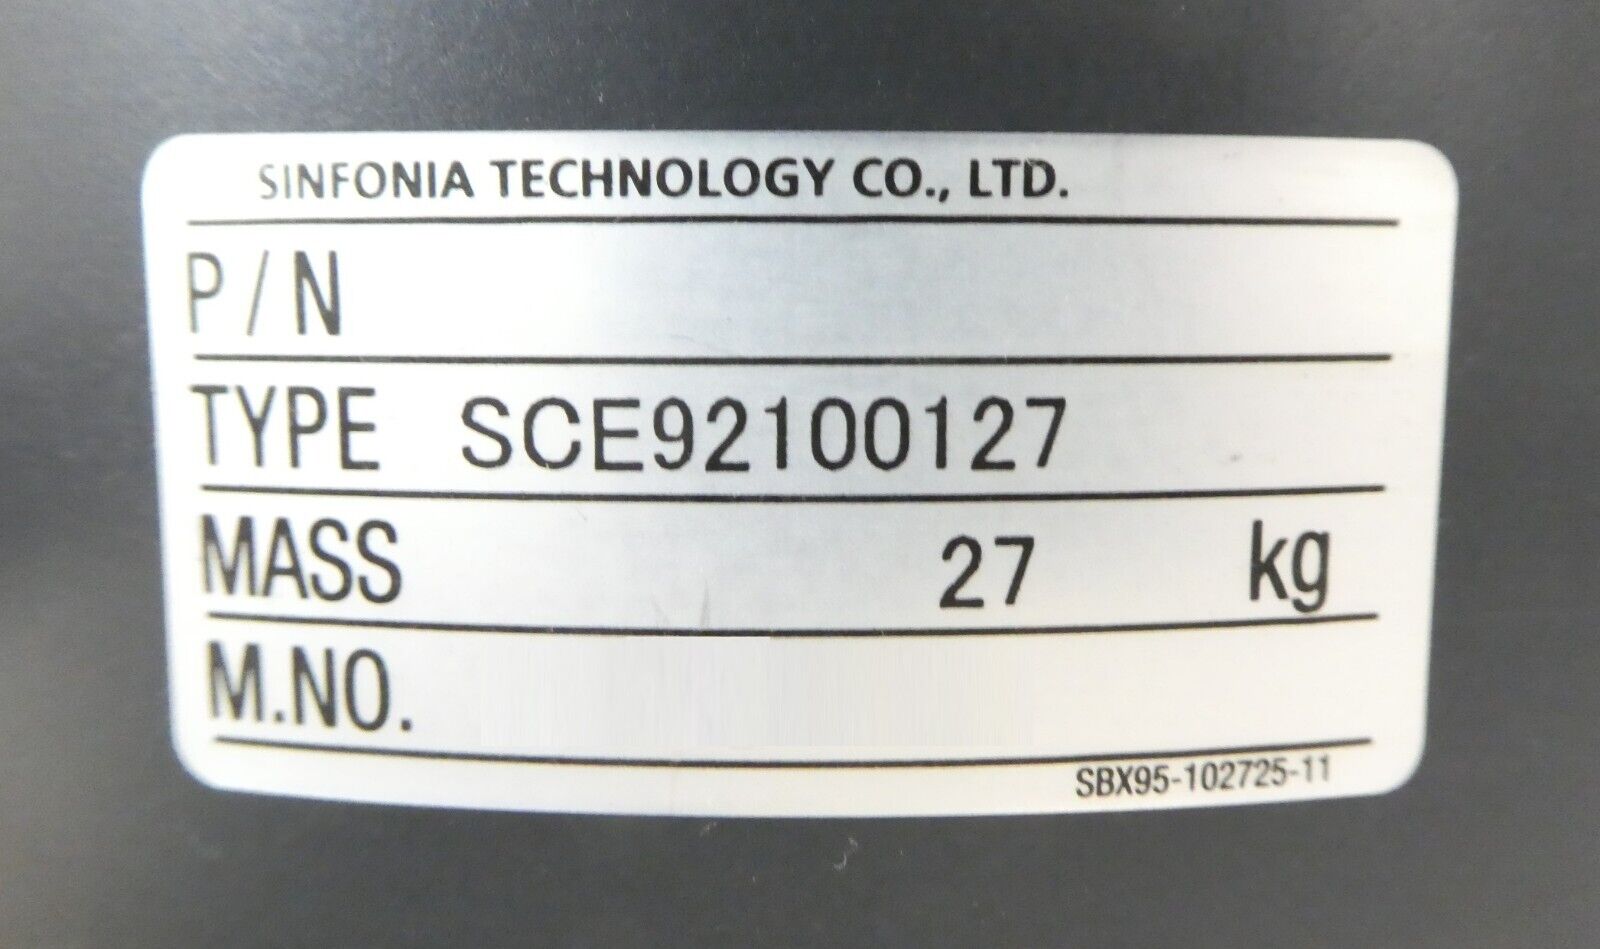 SINFONIA TECHNOLOGY CO., LTD.
P/N
TYPE SCE92100127
MASS 27 kg
M.NO.
SBX95-102725-11